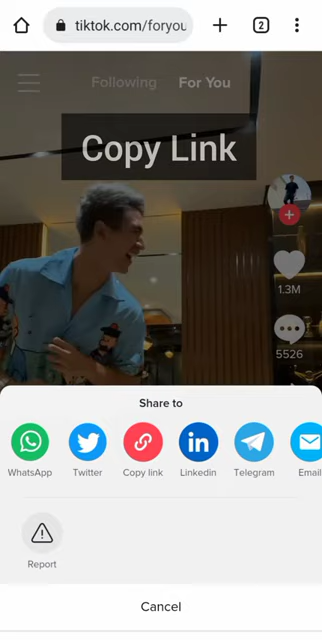 tiktok.com/foryou
2
Following For You
Copy Link
1.3M
5526
Share to
in
WhatsApp Twitter Copy link Linkedin Telegram Email
Report
Cancel